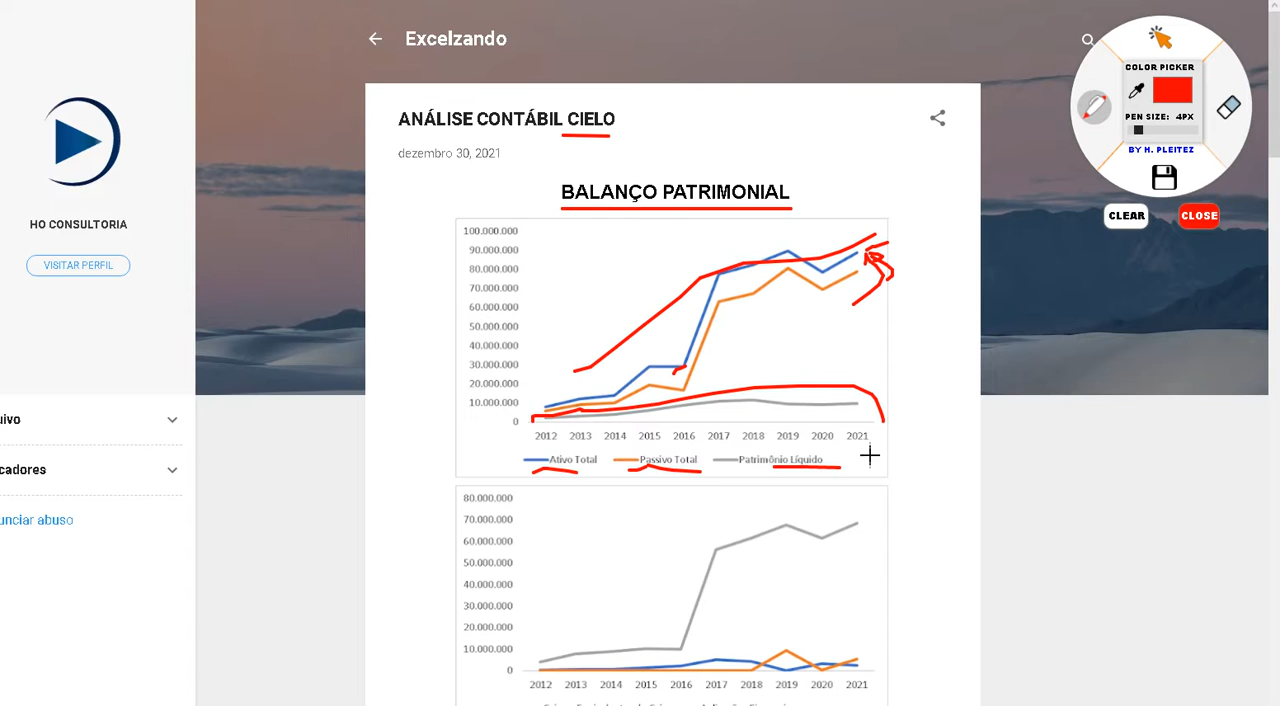 Excelzando
COLOR PICKER
PEN SIZE: 4PX
BY H. PLEITEZ
CLEAR
CLOSE
HO CONSULTORIA
VISITAR PERFIL
uivo
cadores
unciar abuso
ANÁLISE CONTÁBIL CIELO
dezembro 30, 2021
BALANÇO PATRIMONIAL
100.000.000
90.000.000
80.000.000
70.000.000
60.000.000
50.000.000
40.000.000
30.000.000
20.000.000
10.000.000
0
2012 2013 2014 2015 2016 2017 2018 2019 2020 2021
Ativo Total Passivo Total Patrimônio Líquido
80.000.000
70.000.000
60.000.000
50.000.000
40.000.000
30.000.000
20.000.000
10.000.000
0
2012 2013 2014 2015 2016 2017 2018 2019 2020 2021